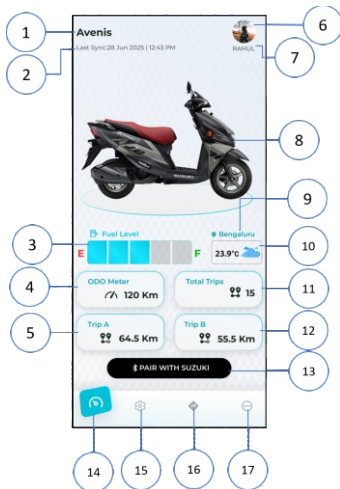 1
Avenis
6
2
Last Sync:28 Jun 2025 | 12:43 PM
RAHUL
7
8
SUZUKI
9
3
Fuel Level
Bengaluru
10
E
F
23.9°c
4
ODO Meter
120 Km
Total Trips
15
11
5
Trip A
64.5 Km
Trip B
55.5 Km
12
PAIR WITH SUZUKI
13
14
15
16
17